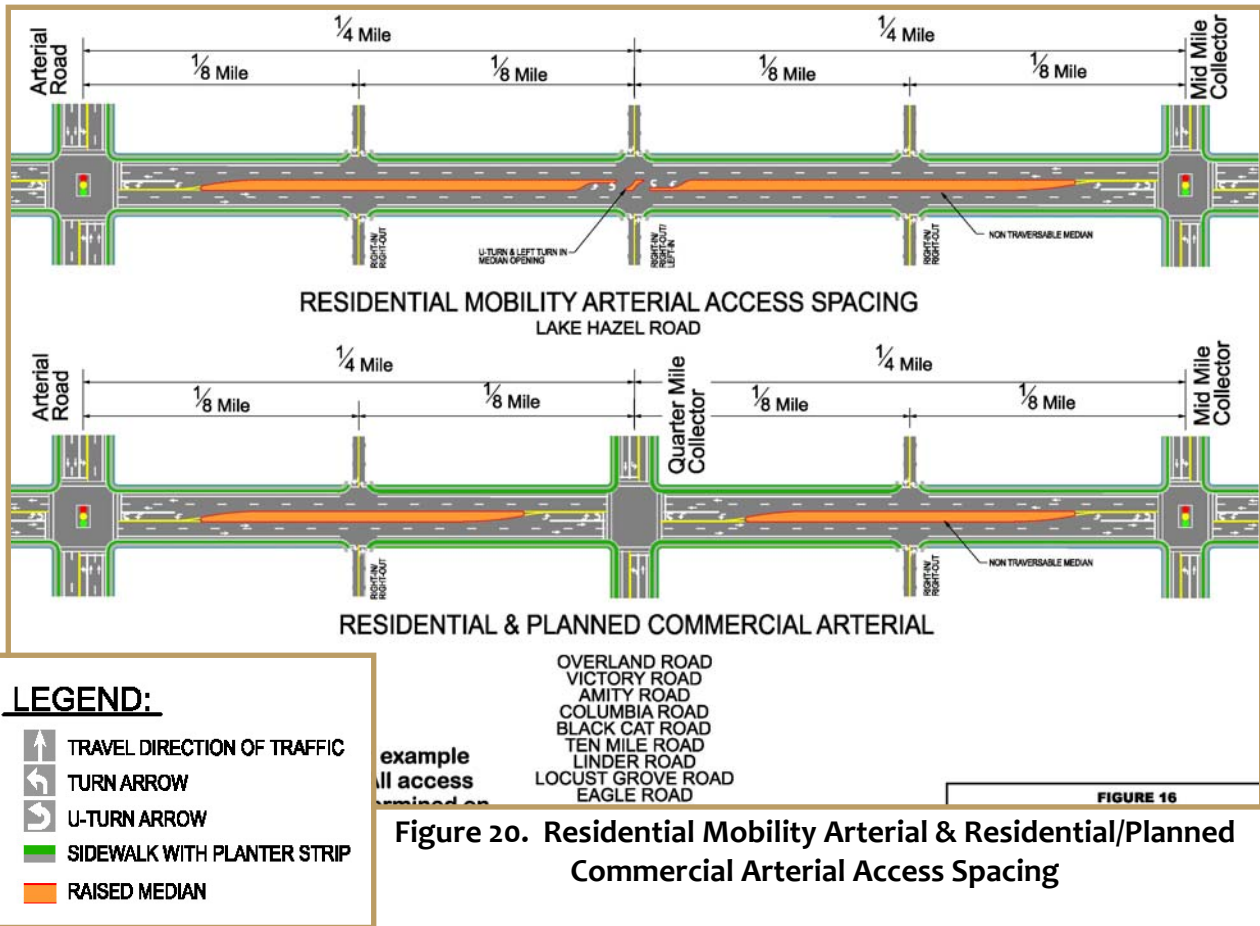 1/4 Mile
1/4 Mile
Arterial
Road
1/8 Mile
1/8 Mile
1/8 Mile
1/8 Mile
Mid Mile
Collector
RIGHT-IN/
RIGHT-OUT
U-TURN & LEFT TURN IN
MEDIAN OPENING
RIGHT-IN/
RIGHT-OUT/
LEFT-IN
RIGHT-IN/
RIGHT-OUT
NON TRAVERSABLE MEDIAN
RESIDENTIAL MOBILITY ARTERIAL ACCESS SPACING
LAKE HAZEL ROAD
1/4 Mile
1/4 Mile
Arterial
Road
1/8 Mile
1/8 Mile
Quarter Mile
Collector
1/8 Mile
1/8 Mile
Mid Mile
Collector
RIGHT-IN/
RIGHT-OUT
RIGHT-IN/
RIGHT-OUT
NON TRAVERSABLE MEDIAN
RESIDENTIAL & PLANNED COMMERCIAL ARTERIAL
OVERLAND ROAD
VICTORY ROAD
AMITY ROAD
COLUMBIA ROAD
BLACK CAT ROAD
TEN MILE ROAD
LINDER ROAD
LOCUST GROVE ROAD
EAGLE ROAD
example
access
FIGURE 16
LEGEND:
TRAVEL DIRECTION OF TRAFFIC
TURN ARROW
U-TURN ARROW
SIDEWALK WITH PLANTER STRIP
RAISED MEDIAN
Figure 20. Residential Mobility Arterial & Residential/Planned
Commercial Arterial Access Spacing